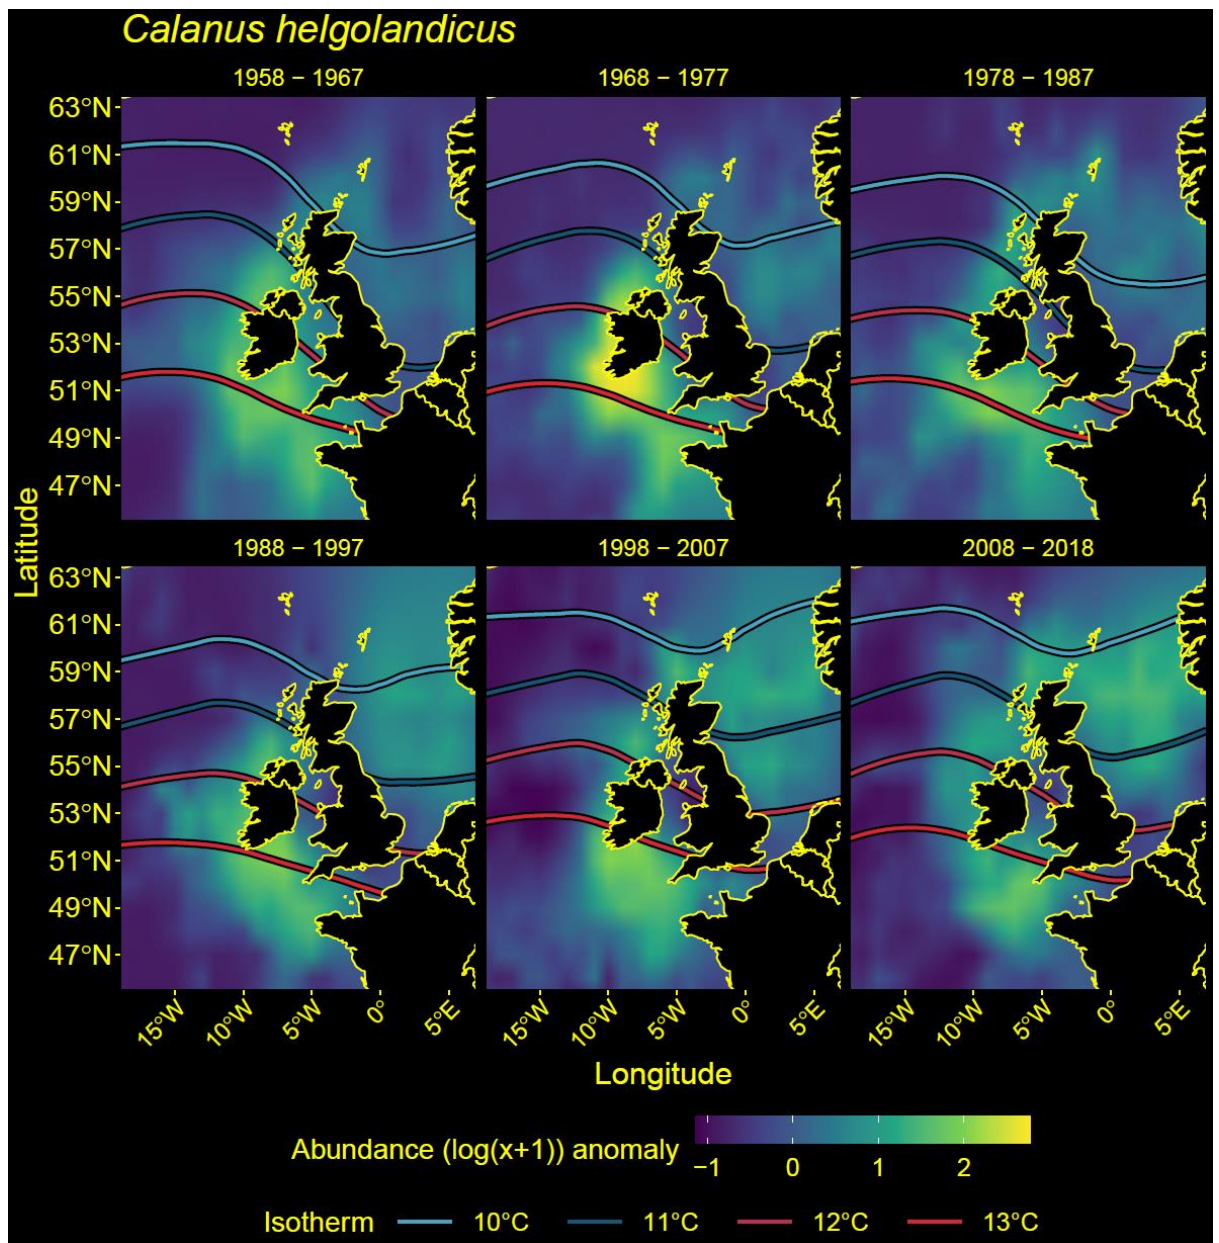 Calanus helgolandicus
1958 − 1967
1968 − 1977
1978 − 1987
63°N
61°N
59°N
57°N
55°N
53°N
51°N
49°N
47°N
Latitude
1988 − 1997
1998 − 2007
2008 − 2018
63°N
61°N
59°N
57°N
55°N
53°N
51°N
49°N
47°N
15°W 10°W 5°W 0° 5°E
15°W 10°W 5°W 0° 5°E
15°W 10°W 5°W 0° 5°E
Longitude
Abundance (log(x+1)) anomaly
−1 0 1 2
Isotherm 10°C 11°C 12°C 13°C